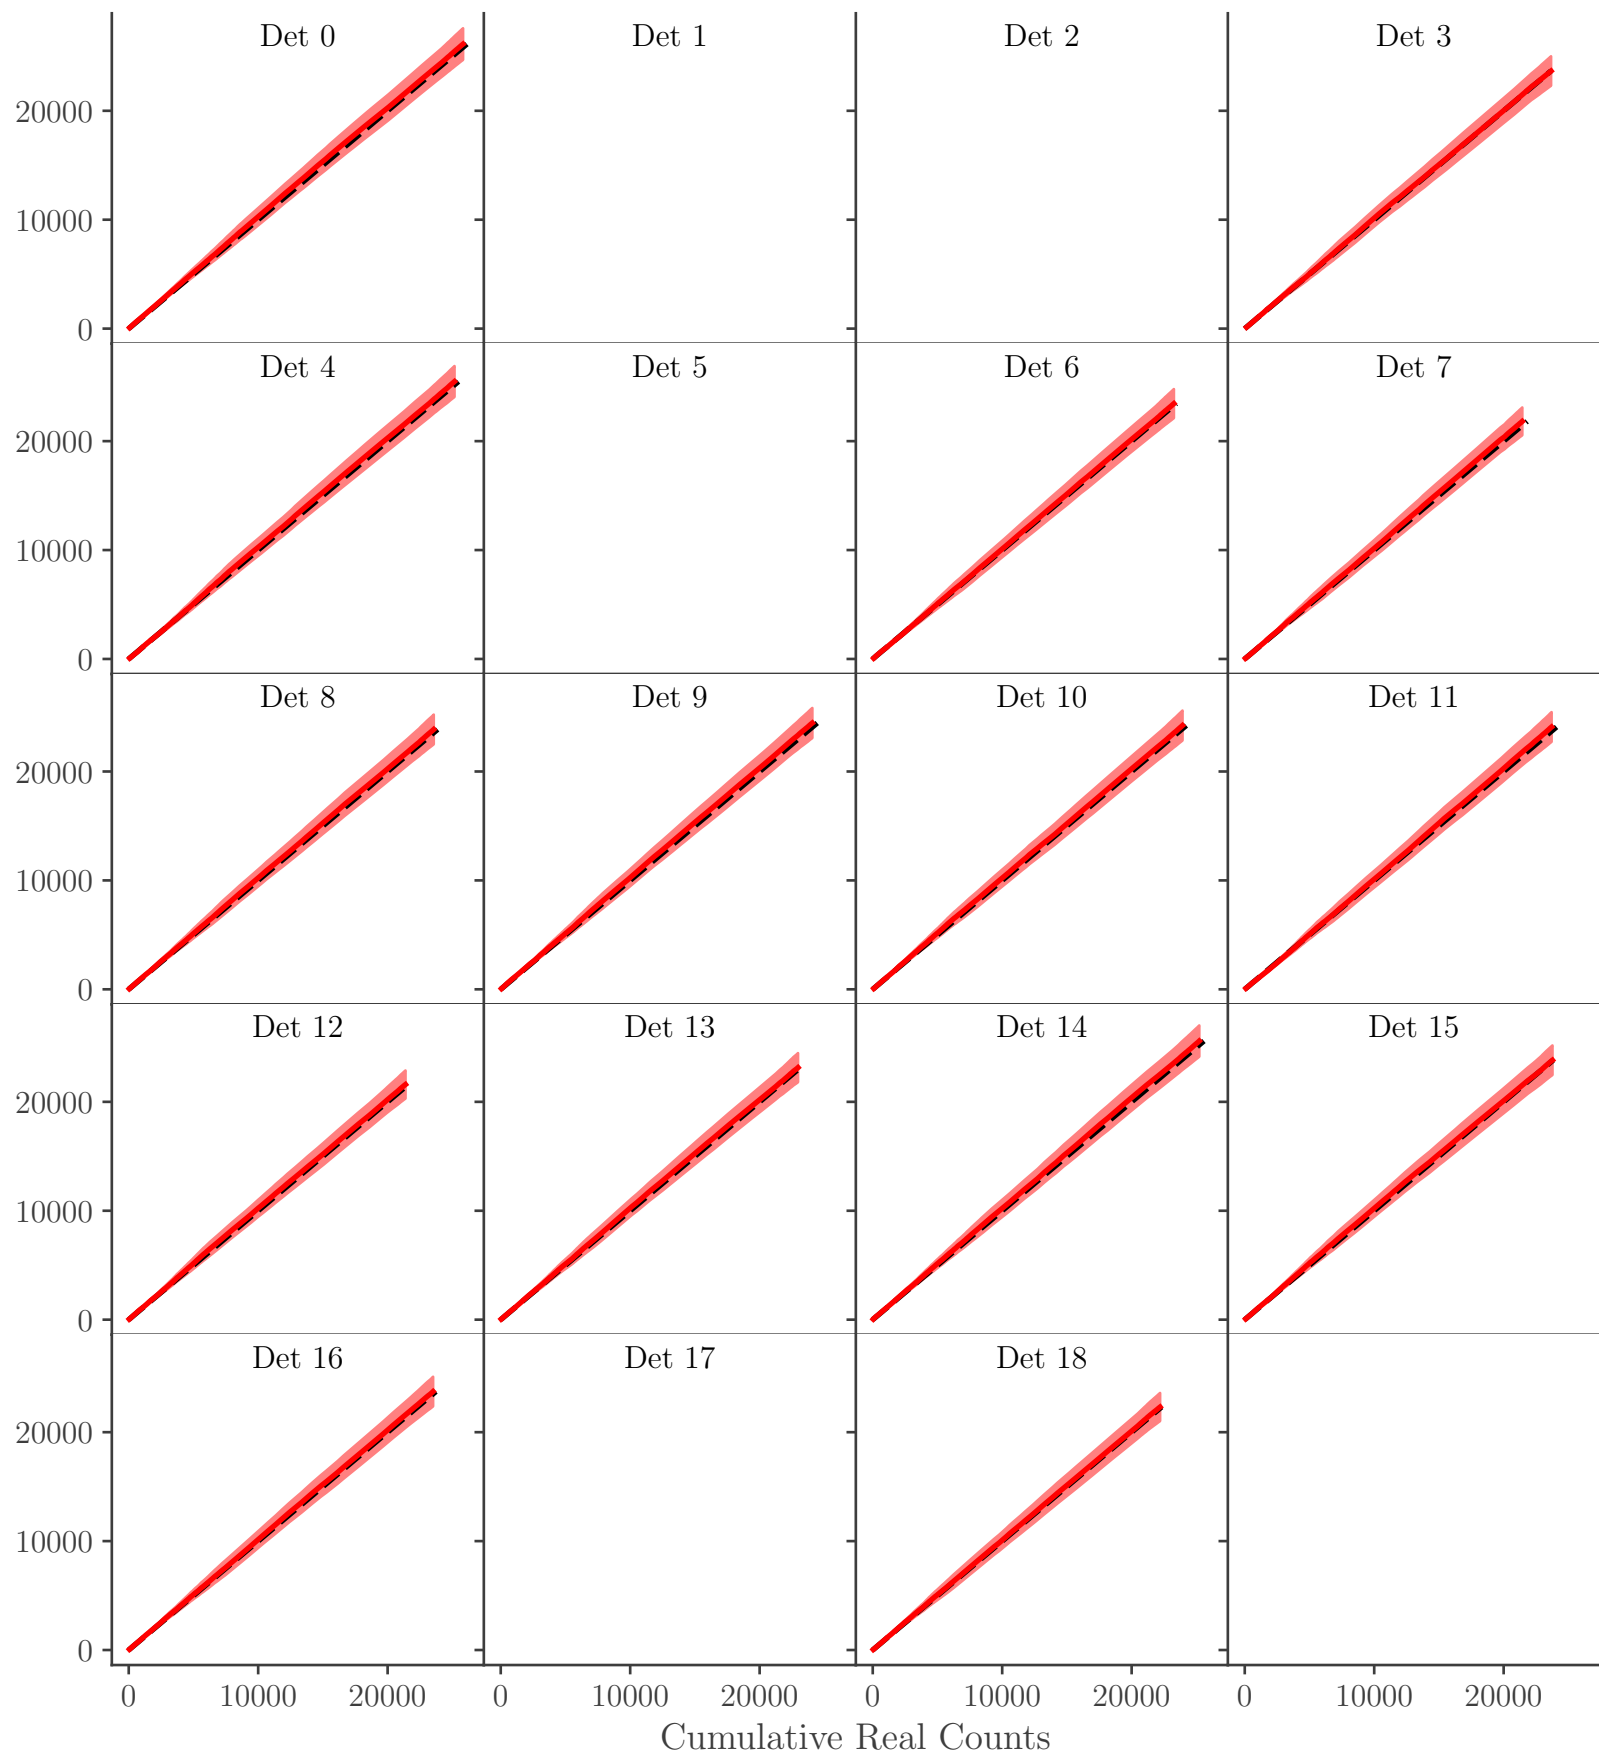 Det 0 Det 1 Det 2 Det 3
20000
10000
0
Det 4 Det 5 Det 6 Det 7
20000
10000
0
Det 8 Det 9 Det 10 Det 11
20000
10000
0
Det 12 Det 13 Det 14 Det 15
20000
10000
0
Det 16 Det 17 Det 18
20000
10000
0
0 10000 20000 0 10000 20000 0 10000 20000 0 10000 20000
Cumulative Real Counts